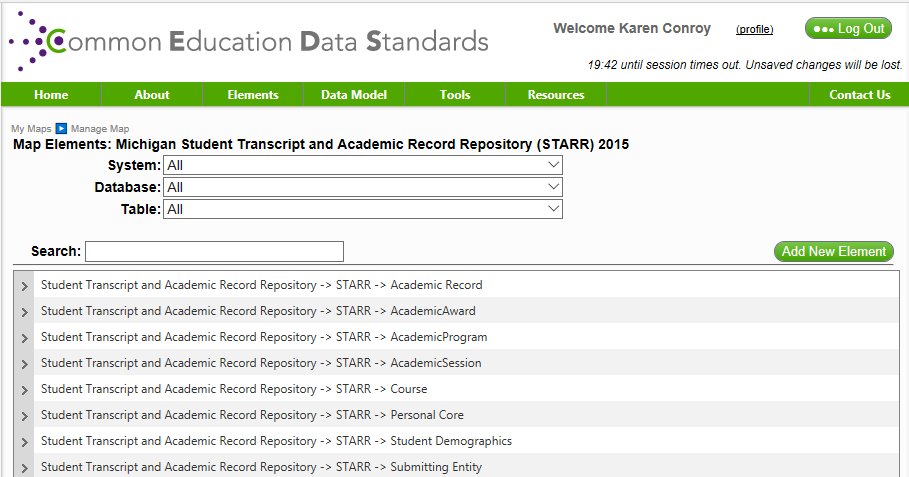 Common Education Data Standards
Welcome Karen Conroy (profile) Log Out
19:42 until session times out. Unsaved changes will be lost.
Home About Elements Data Model Tools Resources Contact Us
My Maps Manage Map
Map Elements: Michigan Student Transcript and Academic Record Repository (STARR) 2015
System: All
Database: All
Table: All
Search: Add New Element
Student Transcript and Academic Record Repository -> STARR -> Academic Record
Student Transcript and Academic Record Repository -> STARR -> AcademicAward
Student Transcript and Academic Record Repository -> STARR -> AcademicProgram
Student Transcript and Academic Record Repository -> STARR -> AcademicSession
Student Transcript and Academic Record Repository -> STARR -> Course
Student Transcript and Academic Record Repository -> STARR -> Personal Core
Student Transcript and Academic Record Repository -> STARR -> Student Demographics
Student Transcript and Academic Record Repository -> STARR -> Submitting Entity